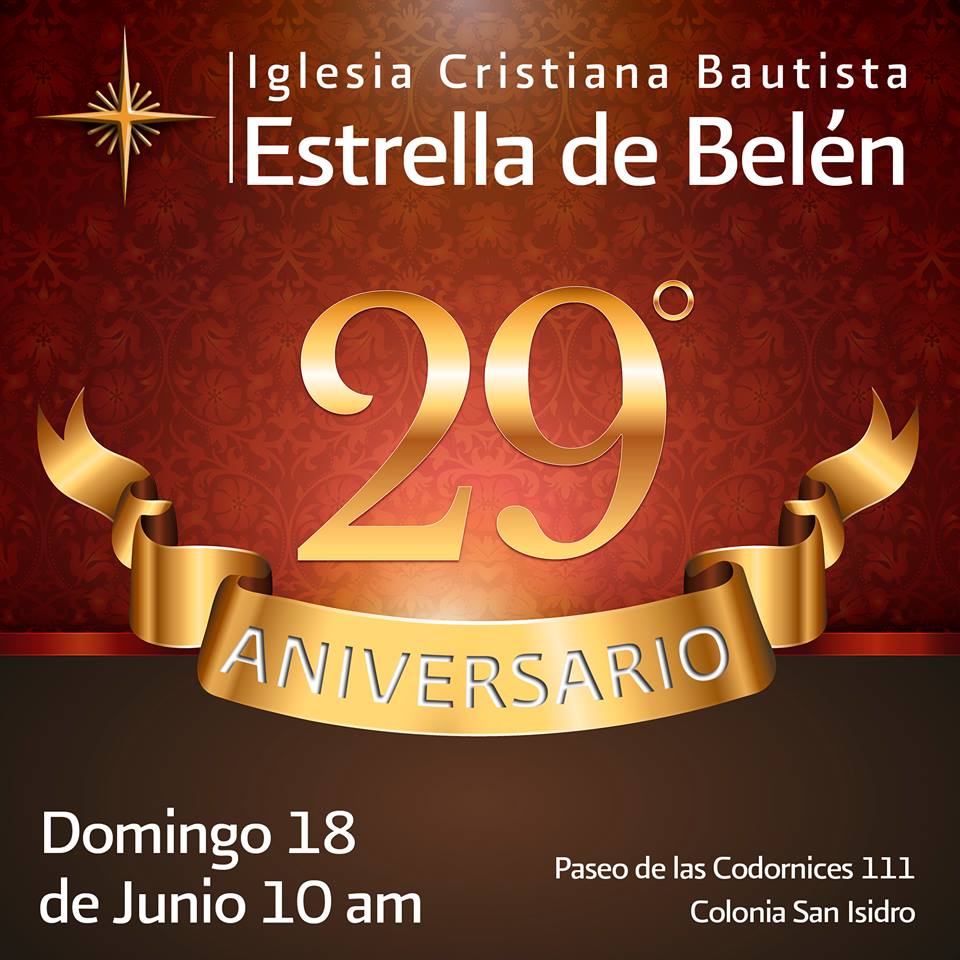 Iglesia Cristiana Bautista
Estrella de Belén
29°
ANIVERSARIO
Domingo 18
de Junio 10 am
Paseo de las Codornices 111
Colonia San Isidro